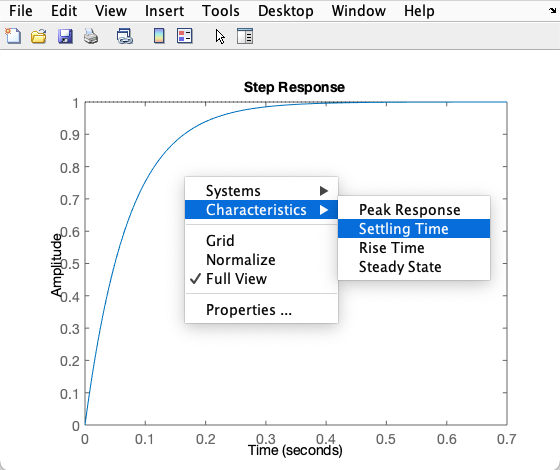 File Edit View Insert Tools Desktop Window Help
Step Response
1
0.9
0.8
0.7
0.6
0.5
0.4
0.3
0.2
0.1
0
Amplitude
Systems
Characteristics
Grid
Normalize
✓ Full View
Properties ...
Peak Response
Settling Time
Rise Time
Steady State
0 0.1 0.2 0.3 0.4 0.5 0.6 0.7
Time (seconds)